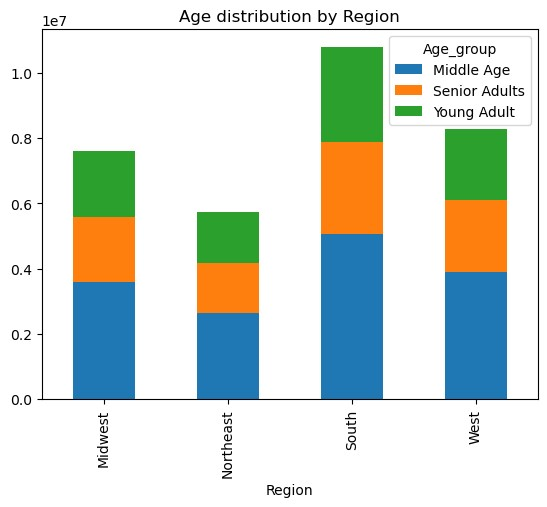 Age distribution by Region
1e7
Age_group
Middle Age
Senior Adults
Young Adult
1.0
0.8
0.6
0.4
0.2
0.0
Midwest
Northeast
South
West
Region